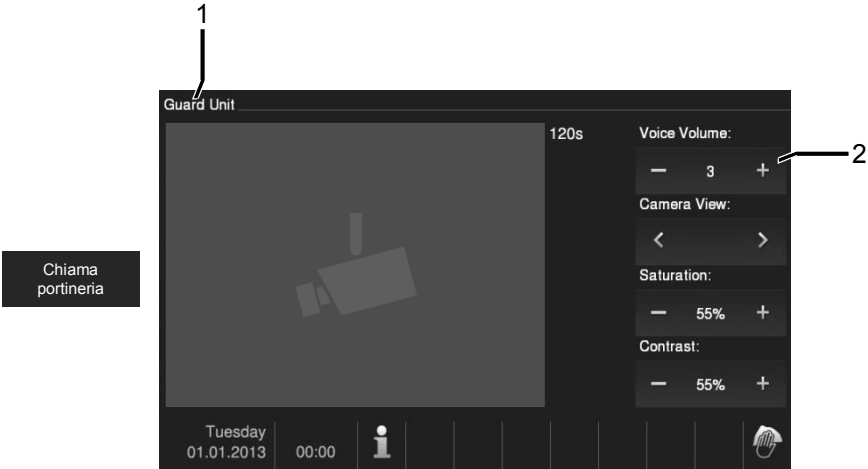 1
Guard Unit
120s
Voice Volume:
− 3 +
2
Camera View:
< >
Chiama
portineria
Saturation:
− 55% +
Contrast:
− 55% +
Tuesday
01.01.2013
00:00
i